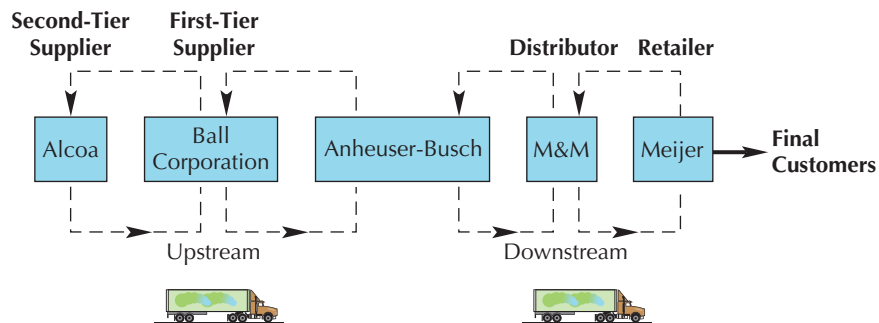 Second-Tier
Supplier
First-Tier
Supplier
Distributor
Retailer
Alcoa
Ball
Corporation
Anheuser-Busch
M&M
Meijer
Final
Customers
Upstream
Downstream